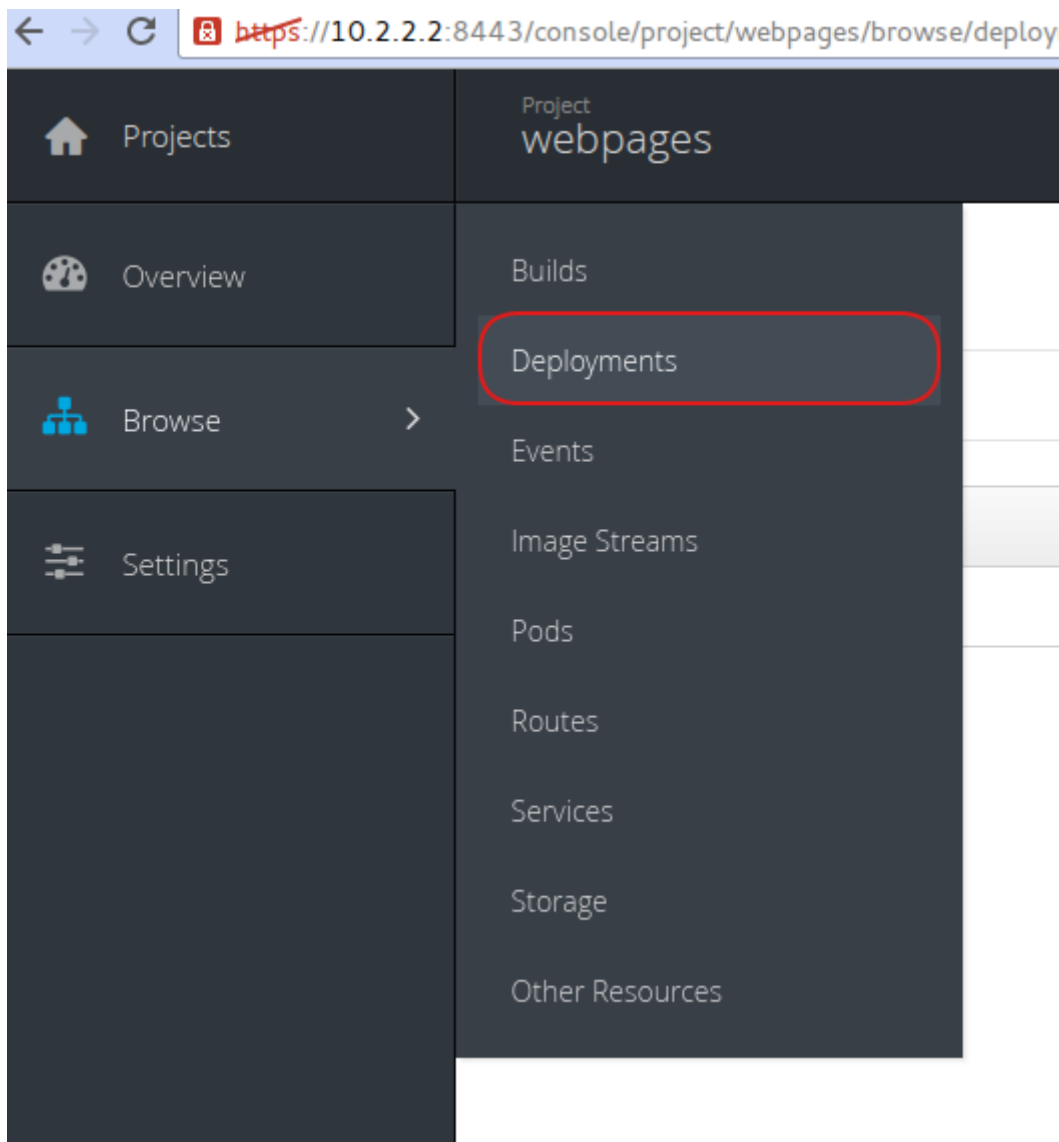 https://10.2.2.2:8443/console/project/webpages/browse/deploy
Projects
Project
webpages
Overview
Browse
Settings
Builds
Deployments
Events
Image Streams
Pods
Routes
Services
Storage
Other Resources